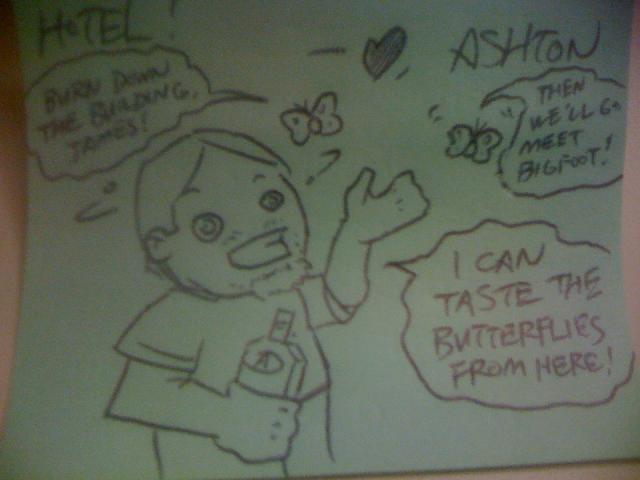 HOTEL!
ASHTON
BURN DOWN
THE BUILDING,
JAMES!
THEN
WE'LL GO
MEET
BIGFOOT!
I CAN
TASTE THE
BUTTERFLIES
FROM HERE!